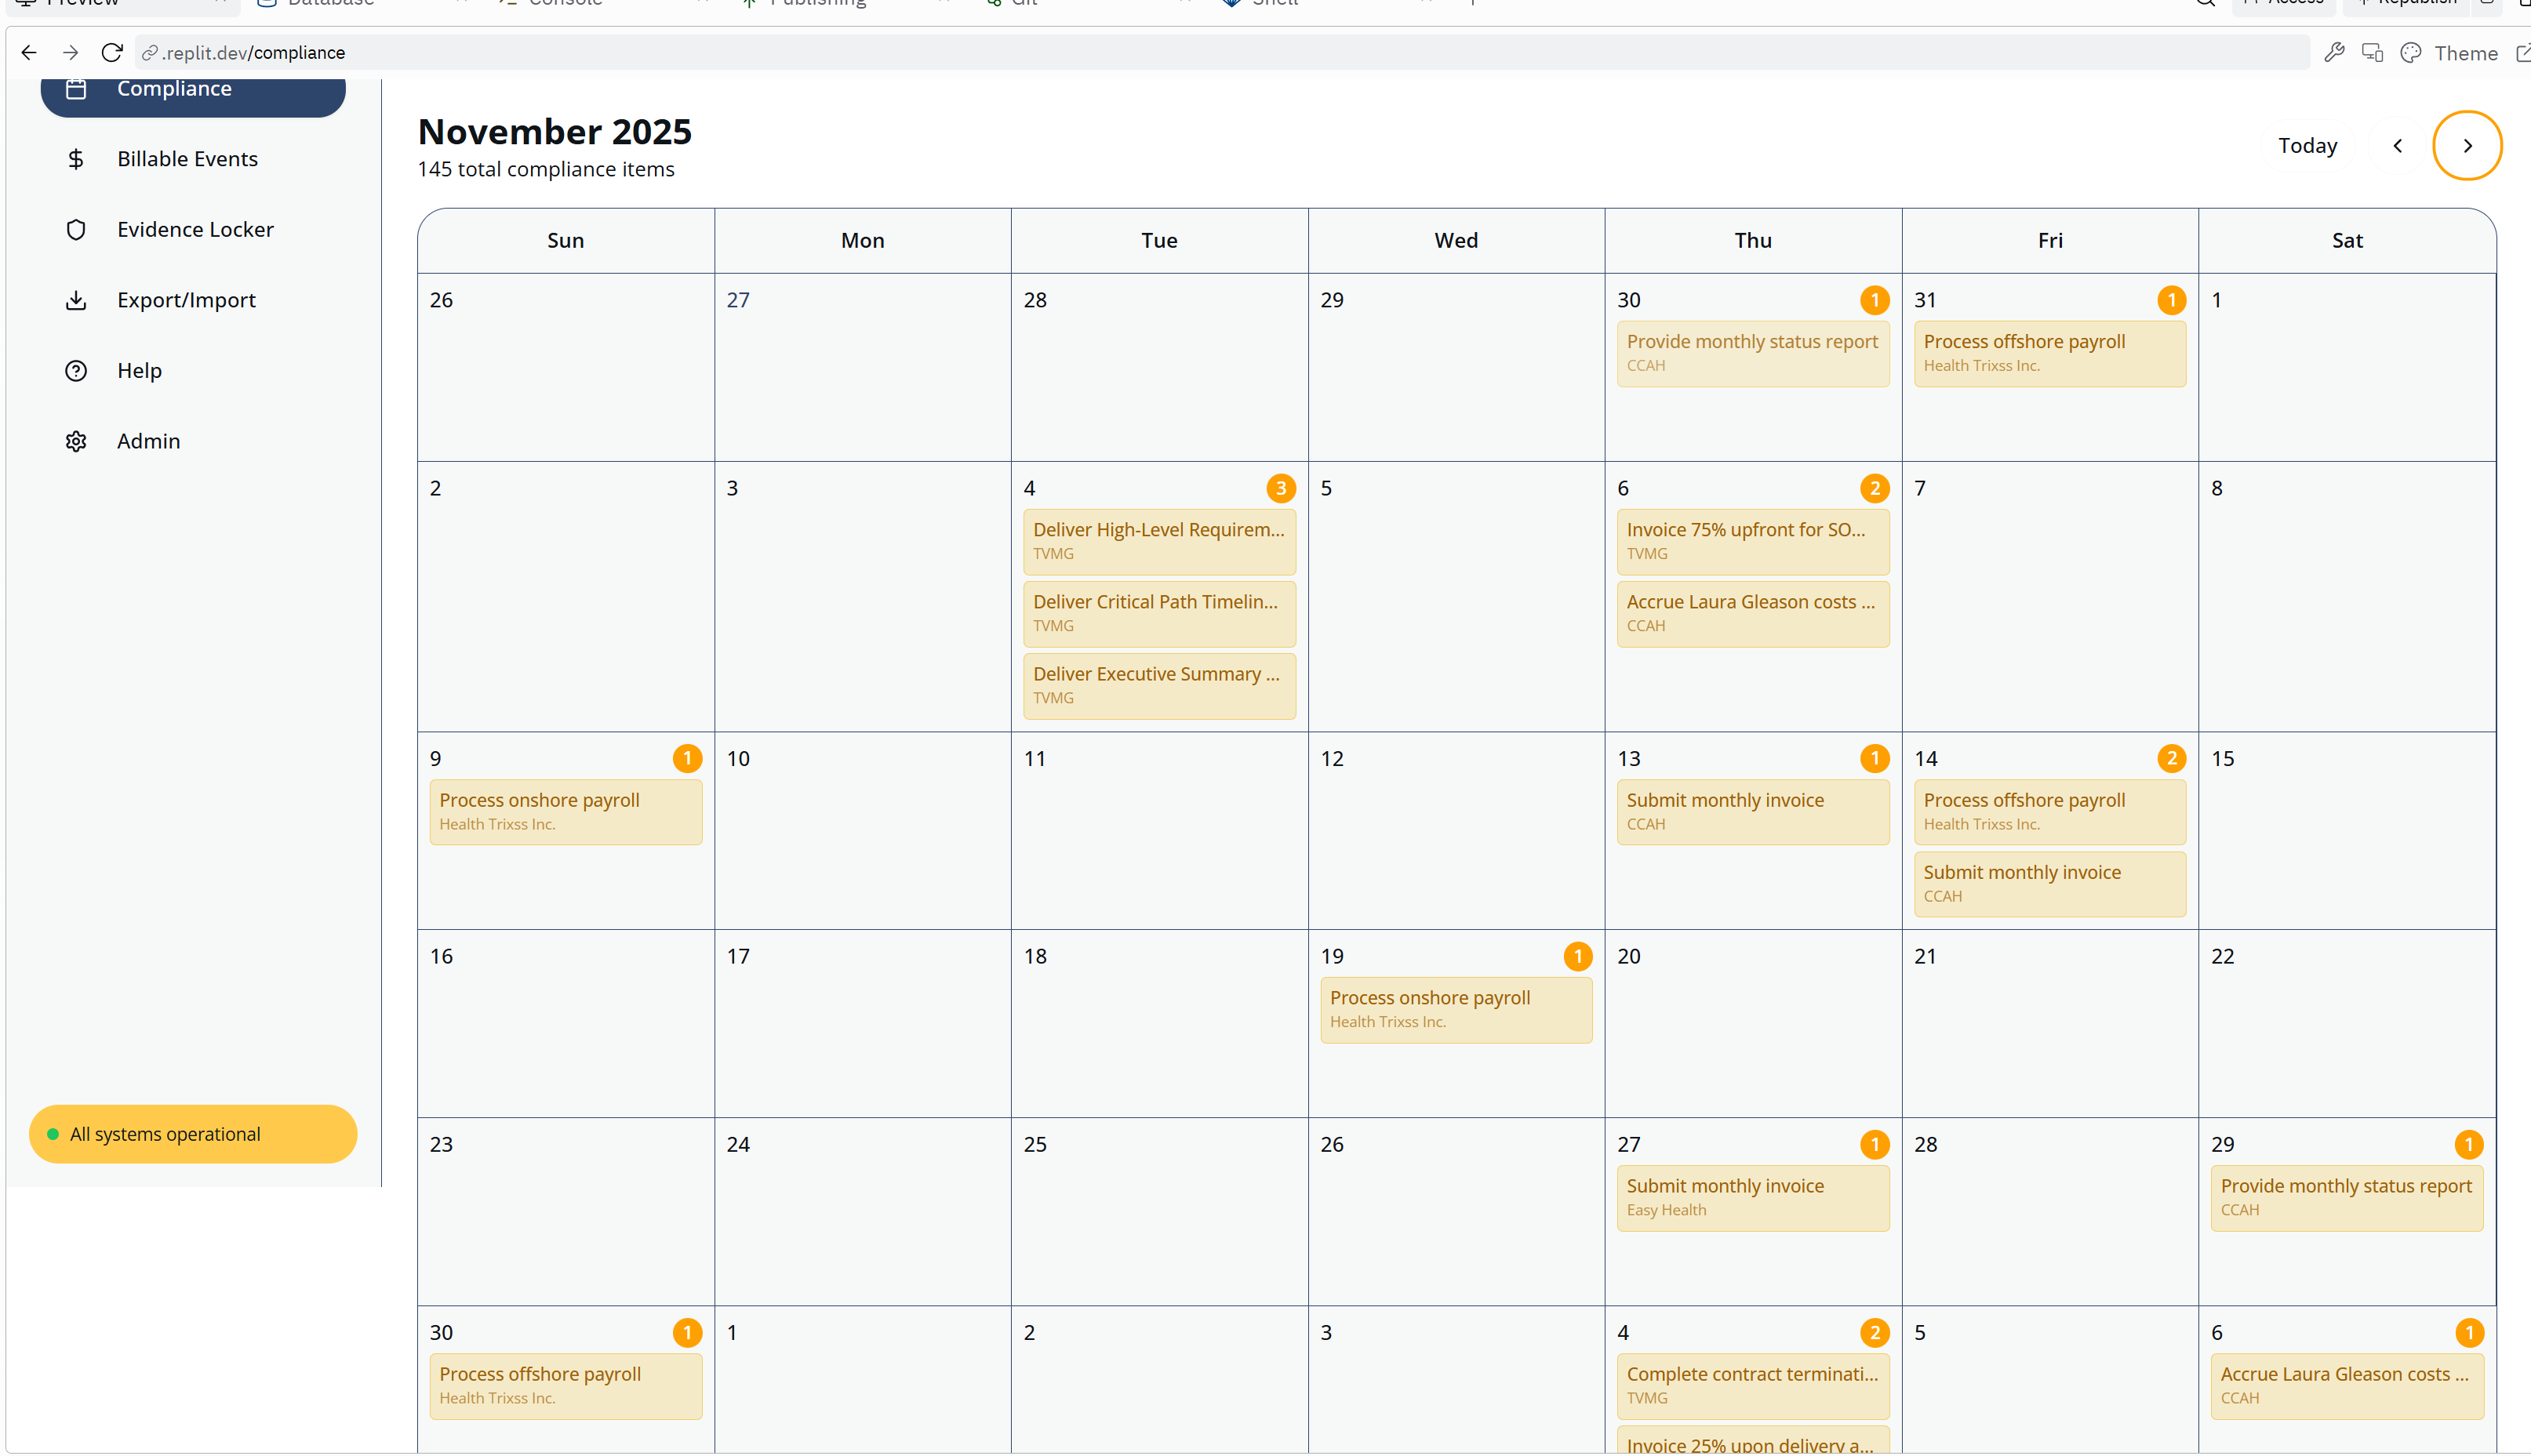 Preview
Database
Console
Publishing
Git
Shell
Access
Republish
.replit.dev/compliance
Theme
Compliance
Billable Events
Evidence Locker
Export/Import
Help
Admin
All systems operational
November 2025
145 total compliance items
Today
Sun Mon Tue Wed Thu Fri Sat
26 27 28 29 30 1 31 1 1
Provide monthly status report
CCAH
Process offshore payroll
Health Trixss Inc.
2 3 4 3 5 6 2 7 8
Deliver High-Level Requirem...
TVMG
Deliver Critical Path Timelin...
TVMG
Deliver Executive Summary ...
TVMG
Invoice 75% upfront for SO...
TVMG
Accrue Laura Gleason costs ...
CCAH
9 1 10 11 12 13 1 14 2 15
Process onshore payroll
Health Trixss Inc.
Submit monthly invoice
CCAH
Process offshore payroll
Health Trixss Inc.
Submit monthly invoice
CCAH
16 17 18 19 1 20 21 22
Process onshore payroll
Health Trixss Inc.
23 24 25 26 27 1 28 29 1
Submit monthly invoice
Easy Health
Provide monthly status report
CCAH
30 1 1 2 3 4 2 5 6 1
Process offshore payroll
Health Trixss Inc.
Complete contract terminati...
TVMG
Invoice 25% upon delivery a...
Accrue Laura Gleason costs ...
CCAH